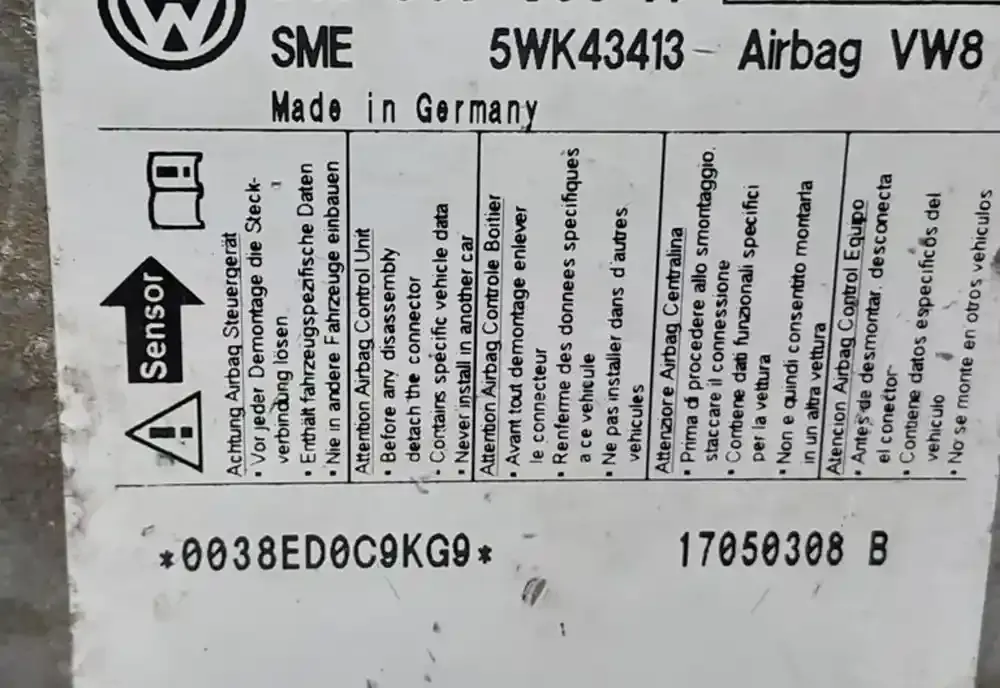 SME 5WK43413 - Airbag VW8
Made in Germany
Sensor
Achtung Airbag Steuergerät
• Vor jeder Demontage die Steck-
verbindung lösen.
• Enthält fahrzeugspezifische Daten
• Nie in andere Fahrzeuge einbauen
Attention Airbag Control Unit
• Before any disassembly
detach the connector
• Contains specific vehicle data
• Never install in another car
Attention Airbag Controle Boitier
• Avant tout demontage enlever
le connecteur
• Renferme des donnees specifiques
a ce vehicule
• Ne pas installer dans d'autres
vehicules
Attenzione Airbag Centralina
• Prima di procedere allo smontaggio.
staccare il connessione
• Contiene dati funzionali specifici
per la vettura
• Non e quindi consentito montarla
in un altra vettura
Atencion Airbag Control Equipo
• Antes de desmontar, desconecta
el conector
• Contiene datos especificos del
vehiculo
• No se monte en otros vehiculos
*0038ED0C9KG9* 17050308 B